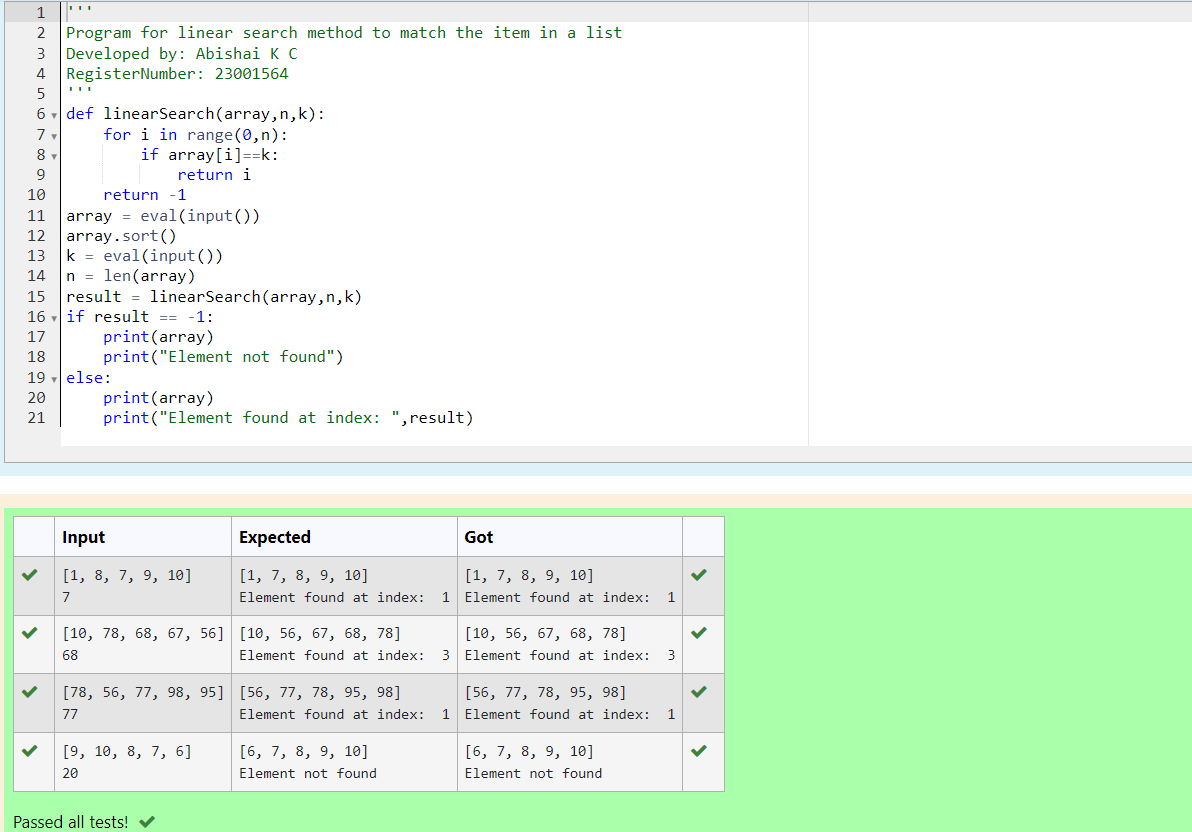 1 '''
2 Program for linear search method to match the item in a list
3 Developed by: Abishai K C
4 RegisterNumber: 23001564
5 '''
6 def linearSearch(array,n,k):
7     for i in range(0,n):
8         if array[i]==k:
9             return i
10     return -1
11 array = eval(input())
12 array.sort()
13 k = eval(input())
14 n = len(array)
15 result = linearSearch(array,n,k)
16 if result == -1:
17     print(array)
18     print("Element not found")
19 else:
20     print(array)
21     print("Element found at index: ",result)
Input Expected Got
[1, 8, 7, 9, 10] [1, 7, 8, 9, 10] [1, 7, 8, 9, 10]
7 Element found at index:  1 Element found at index:  1
[10, 78, 68, 67, 56] [10, 56, 67, 68, 78] [10, 56, 67, 68, 78]
68 Element found at index:  3 Element found at index:  3
[78, 56, 77, 98, 95] [56, 77, 78, 95, 98] [56, 77, 78, 95, 98]
77 Element found at index:  1 Element found at index:  1
[9, 10, 8, 7, 6] [6, 7, 8, 9, 10] [6, 7, 8, 9, 10]
20 Element not found Element not found
Passed all tests!